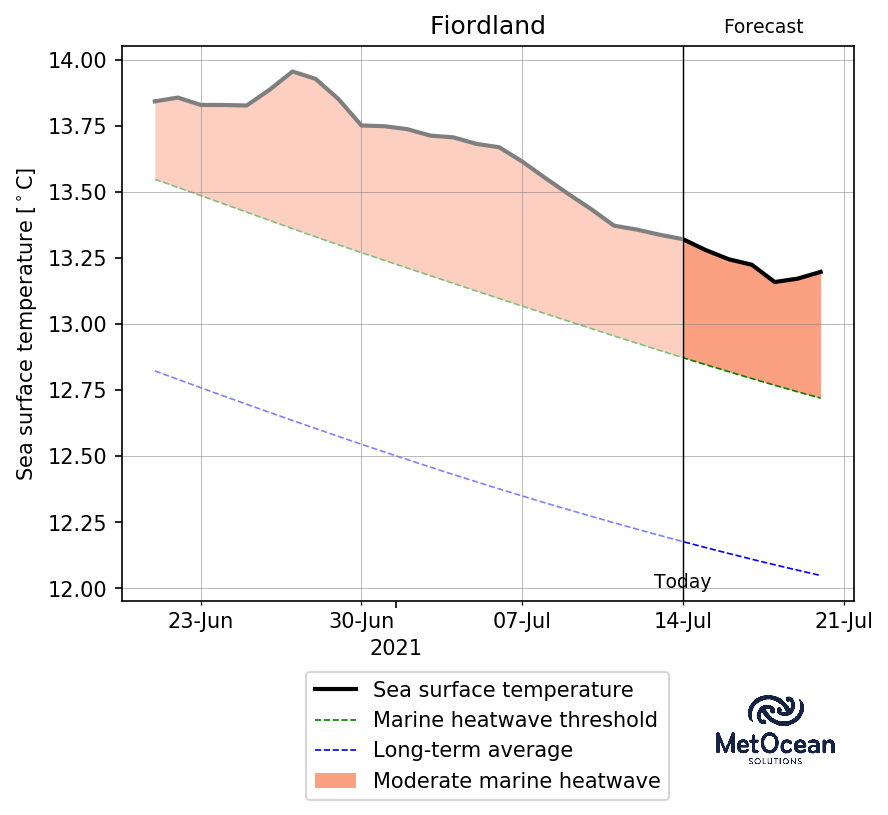 Fiordland
Forecast
Sea surface temperature [°C]
14.00
13.75
13.50
13.25
13.00
12.75
12.50
12.25
12.00
Today
23-Jun 30-Jun 07-Jul 14-Jul 21-Jul
2021
Sea surface temperature
Marine heatwave threshold
Long-term average
Moderate marine heatwave
MetOcean
SOLUTIONS